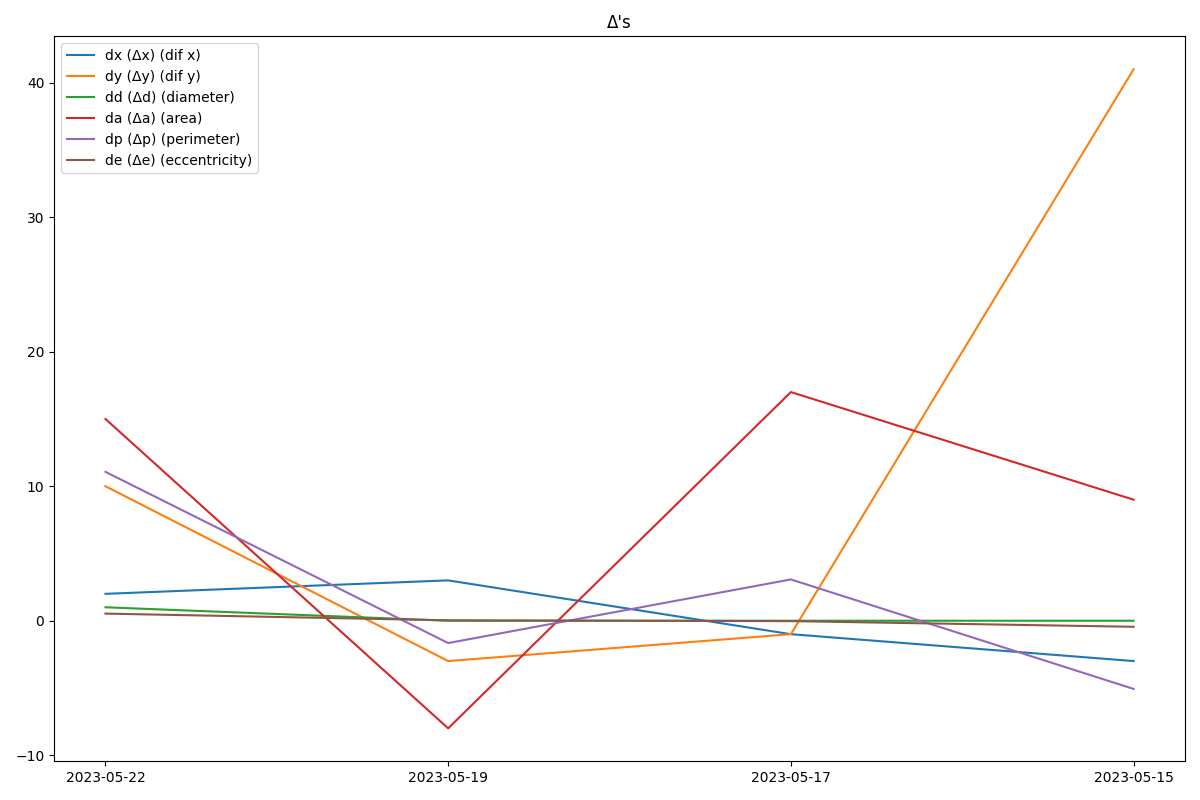 Δ's
dx (Δx) (dif x)
dy (Δy) (dif y)
dd (Δd) (diameter)
da (Δa) (area)
dp (Δp) (perimeter)
de (Δe) (eccentricity)
40
30
20
10
0
−10
2023-05-22 2023-05-19 2023-05-17 2023-05-15